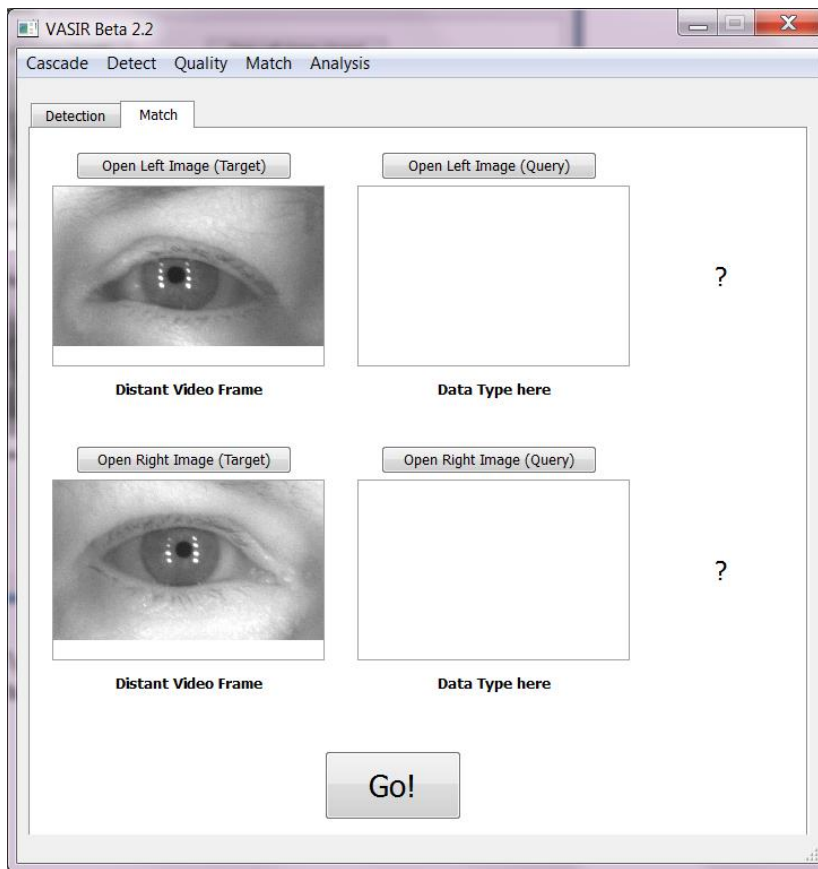 VASIR Beta 2.2
Cascade Detect Quality Match Analysis
Detection Match
Open Left Image (Target) Open Left Image (Query)
?
Distant Video Frame Data Type here
Open Right Image (Target) Open Right Image (Query)
?
Distant Video Frame Data Type here
Go!